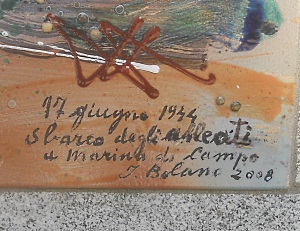 17 giugno 1944
Sbarco degli alleati
a Marina di Campo
I. Bolano 2008